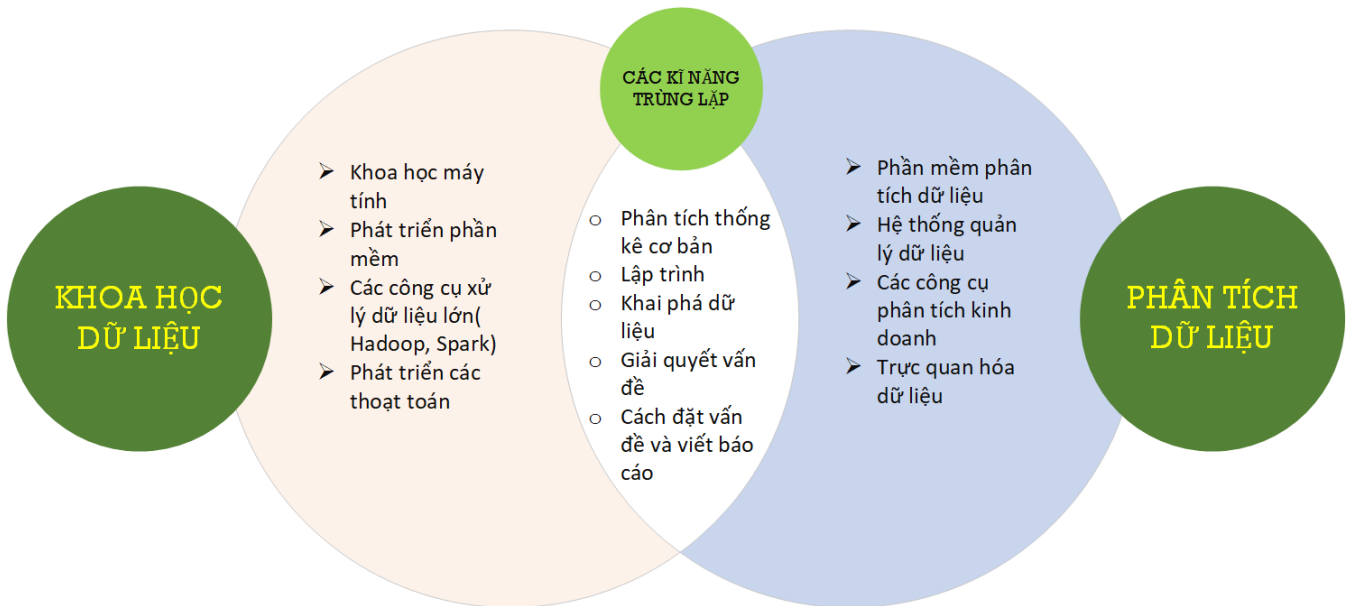 CÁC KĨ NĂNG
TRÙNG LẶP
KHOA HỌC
DỮ LIỆU
➢ Khoa học máy
tính
➢ Phát triển phần
mềm
➢ Các công cụ xử
lý dữ liệu lớn(
Hadoop, Spark)
➢ Phát triển các
thoạt toán
o Phân tích thống
kê cơ bản
o Lập trình
o Khai phá dữ
liệu
o Giải quyết vấn
đề
o Cách đặt vấn
đề và viết báo
cáo
➢ Phần mềm phân
tích dữ liệu
➢ Hệ thống quản
lý dữ liệu
➢ Các công cụ
phân tích kinh
doanh
➢ Trực quan hóa
dữ liệu
PHÂN TÍCH
DỮ LIỆU